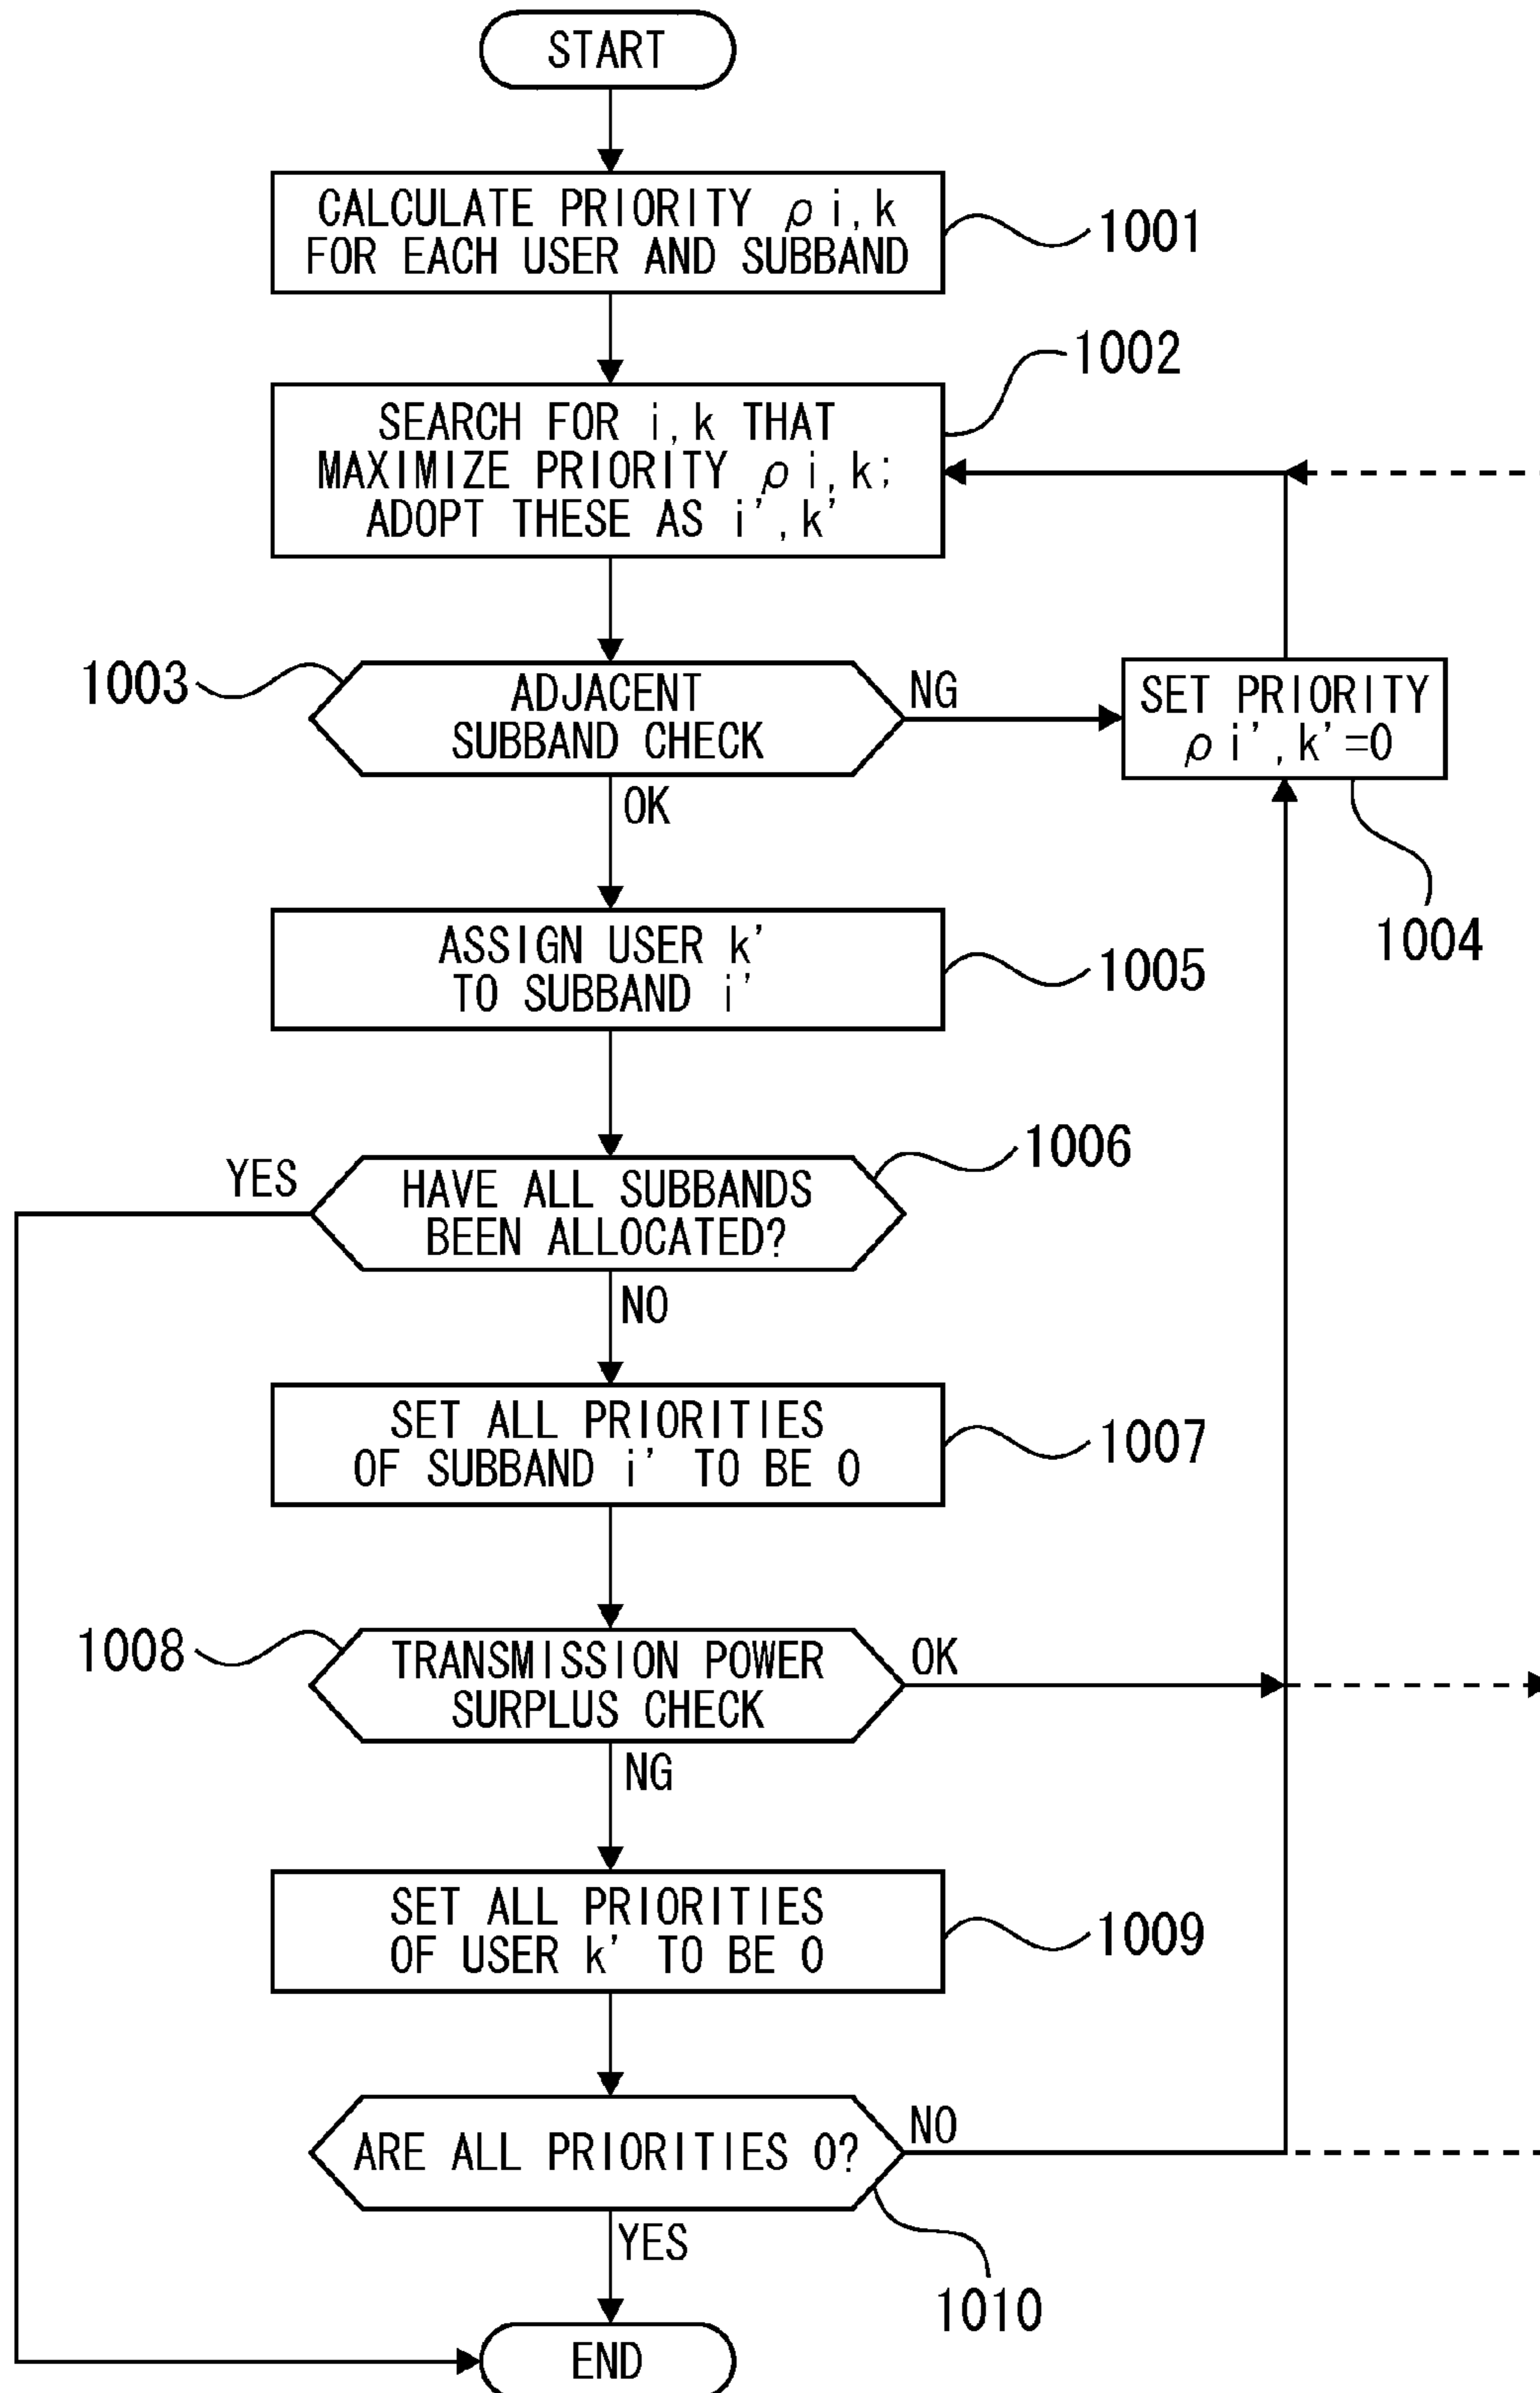 START
CALCULATE PRIORITY ρ i,k
FOR EACH USER AND SUBBAND
1001
1002
SEARCH FOR i,k THAT
MAXIMIZE PRIORITY ρ i,k;
ADOPT THESE AS i',k'
1003
ADJACENT
SUBBAND CHECK
NG
SET PRIORITY
ρ i',k'=0
OK
1004
ASSIGN USER k'
TO SUBBAND i'
1005
1006
YES
HAVE ALL SUBBANDS
BEEN ALLOCATED?
NO
SET ALL PRIORITIES
OF SUBBAND i' TO BE 0
1007
1008
TRANSMISSION POWER
SURPLUS CHECK
OK
NG
SET ALL PRIORITIES
OF USER k' TO BE 0
1009
ARE ALL PRIORITIES 0?
NO
YES
1010
END